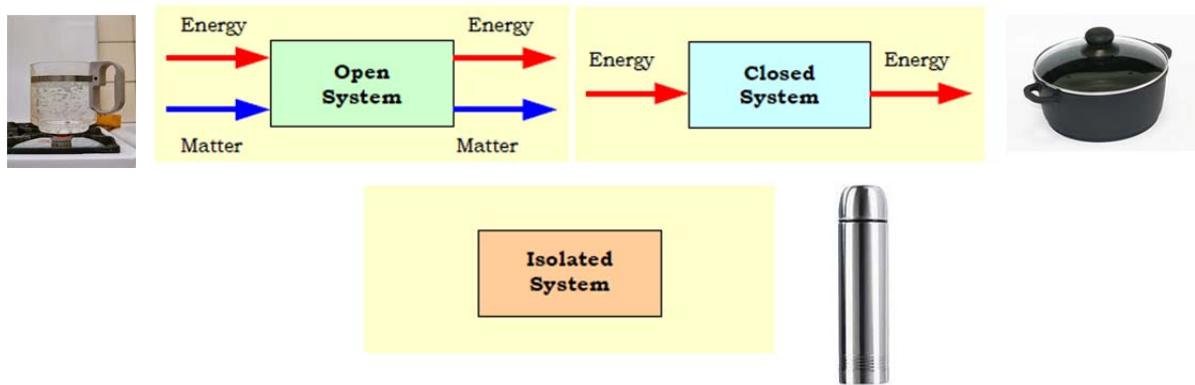 Energy
Energy
Open
System
Matter
Matter
Energy
Energy
Closed
System
Isolated
System